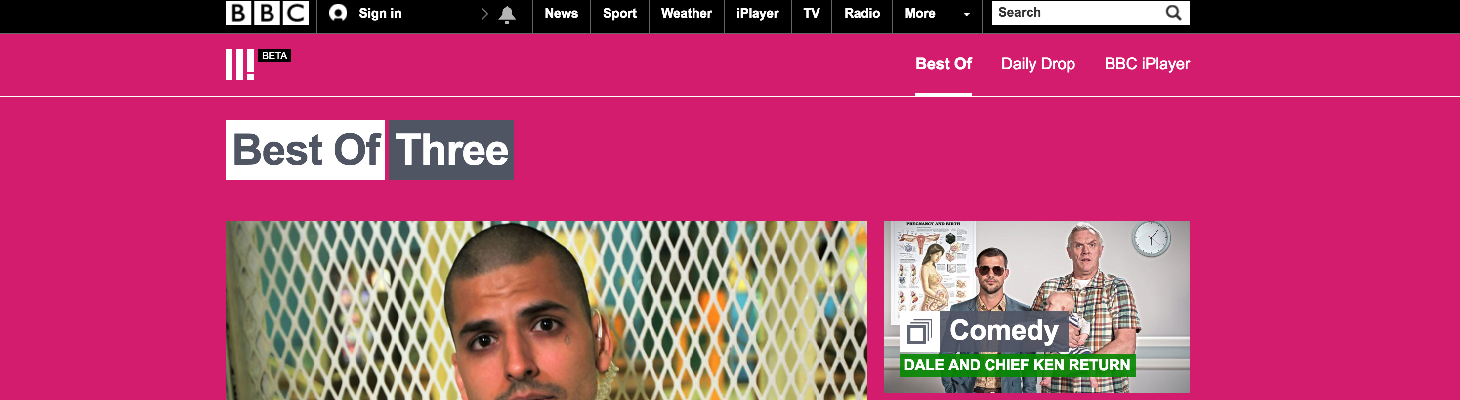 BBC Sign in News Sport Weather iPlayer TV Radio More Search
BETA Best Of Daily Drop BBC iPlayer
Best Of Three
PREGNANCY AND BIRTH
Comedy
DALE AND CHIEF KEN RETURN